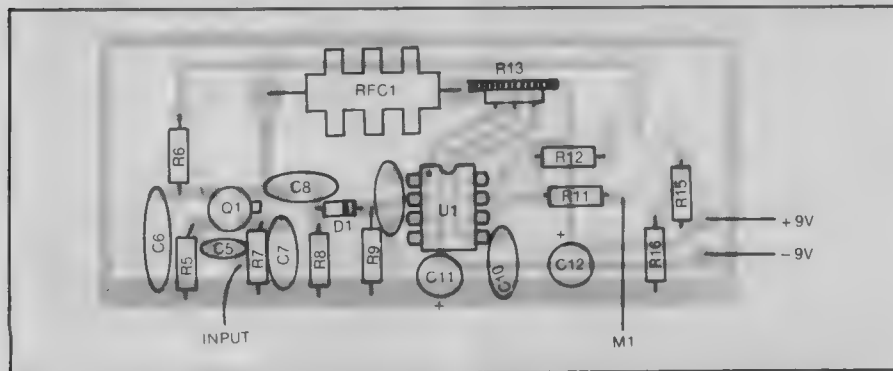 R13
RFC1
R6
R12
C8
R15
Q1
U1
R11
D1
+9V
C6
R5
C5
R7
C7
R8
R9
R16
-9V
C11
C10
C12
+
+
INPUT
M1